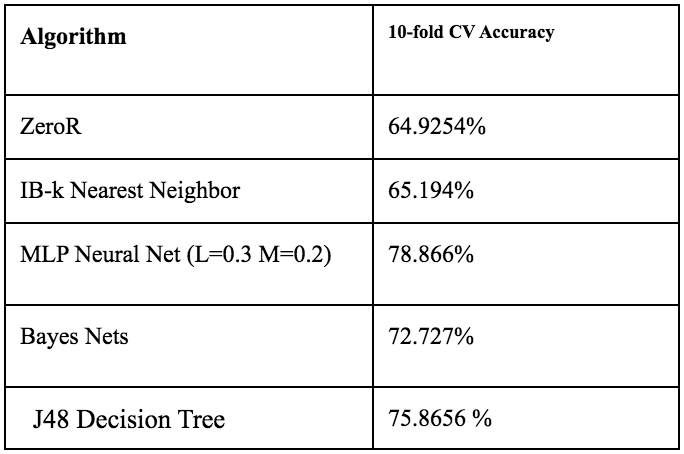 Algorithm
10-fold CV Accuracy
ZeroR
64.9254%
IB-k Nearest Neighbor
65.194%
MLP Neural Net (L=0.3 M=0.2)
78.866%
Bayes Nets
72.727%
J48 Decision Tree
75.8656 %